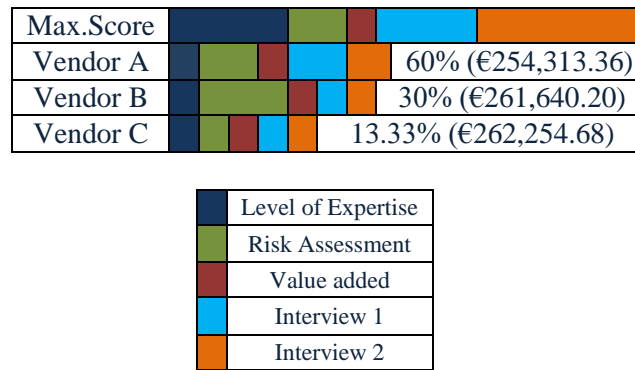 Max.Score
Vendor A 60% (€254,313.36)
Vendor B 30% (€261,640.20)
Vendor C 13.33% (€262,254.68)
Level of Expertise
Risk Assessment
Value added
Interview 1
Interview 2